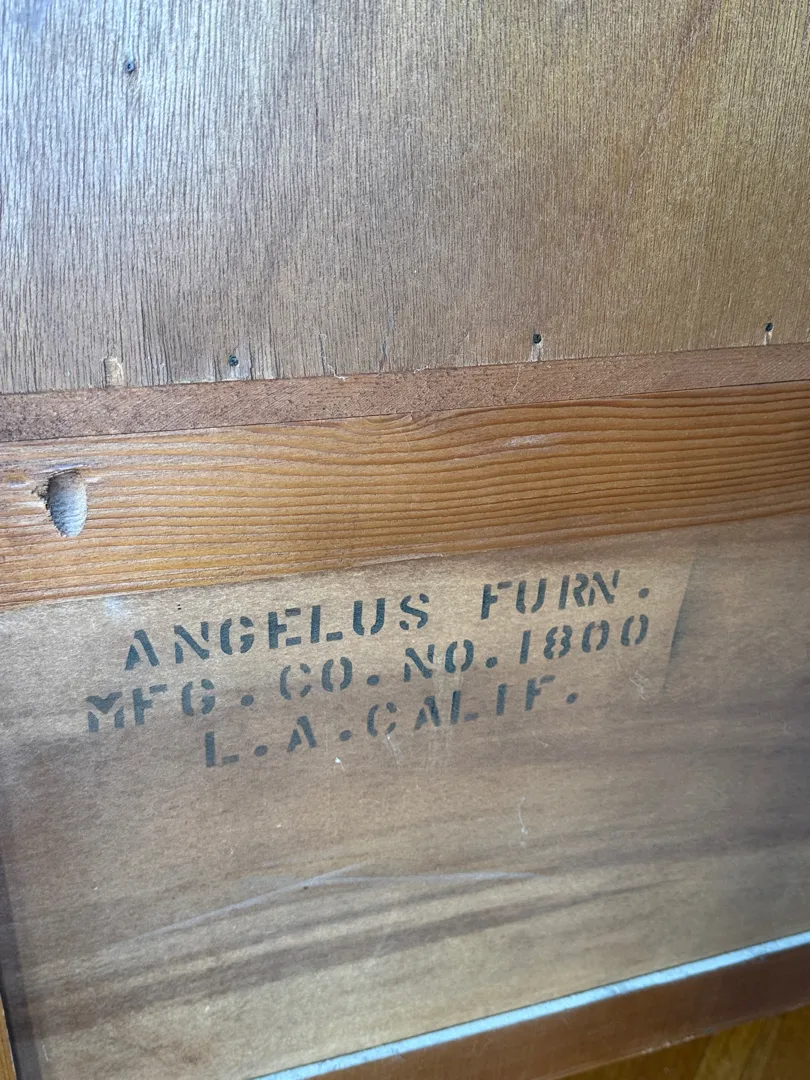 ANGELUS FURN.
MFG. CO. NO. 1800
L.A. CALIF.